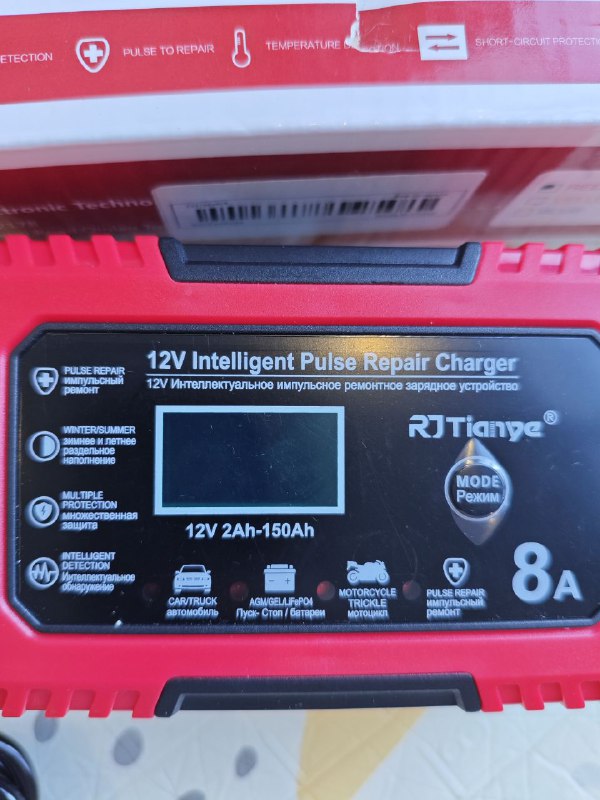 ETECTION
PULSE TO REPAIR
TEMPERATURE
SHORT-CIRCUIT PROTECTIO
tronic Techno
12V Intelligent Pulse Repair Charger
12V Интеллектуальное импульсное ремонтное зарядное устройство
PULSE REPAIR
импульсный
ремонт
WINTER/SUMMER
зимнее и летнее
раздельное
наполнение
MULTIPLE
PROTECTION
множественная
защита
INTELLIGENT
DETECTION
Интеллектуальное
обнаружение
12V 2Ah-150Ah
RJTianye®
MODE
Режим
8A
CAR/TRUCK
автомобиль
AGM/GEL/LiFePO4
Пуск- Стоп / батареи
MOTORCYCLE
TRICKLE
мотоцикл
PULSE REPAIR
импульсный
ремонт